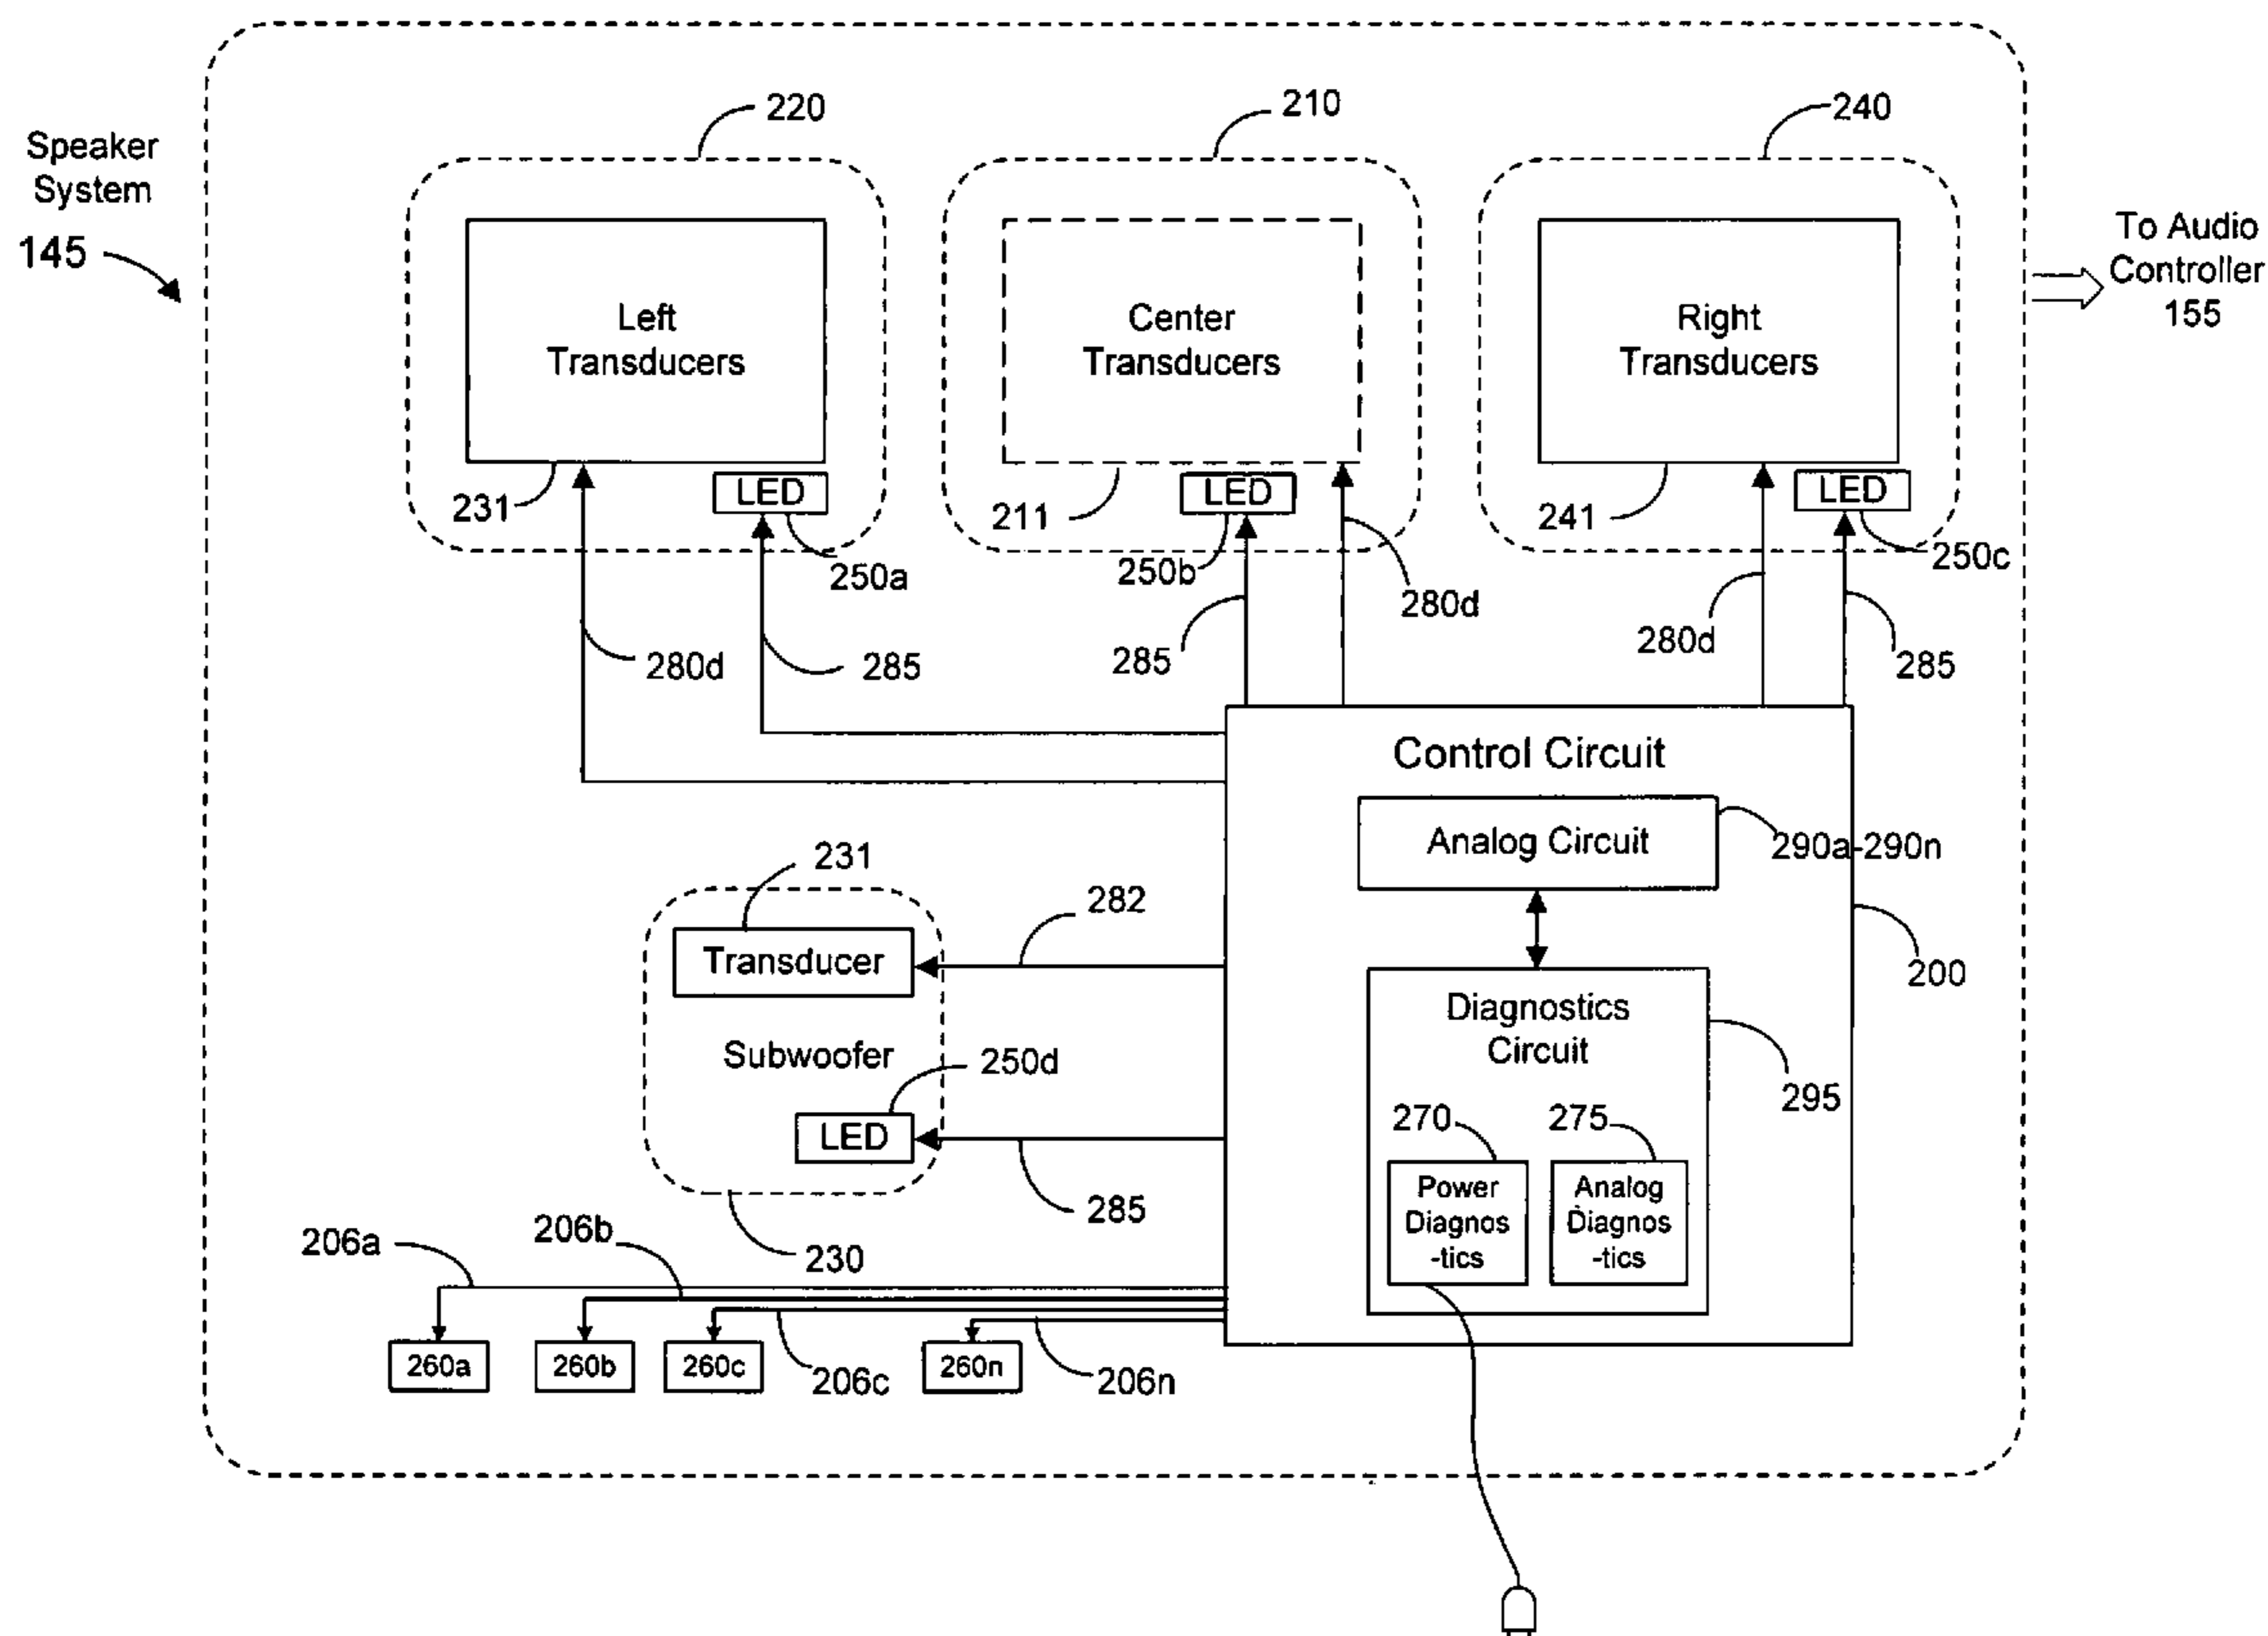 220
210
240
Speaker
System
145
To Audio
Controller
155
Left
Transducers
Center
Transducers
Right
Transducers
LED
LED
LED
231
211
241
250a
250b
250c
280d
285
285
280d
280d
285
Control Circuit
Analog Circuit
290a-290n
231
282
Transducer
200
Diagnostics
Circuit
Subwoofer
250d
295
LED
270
275
Power
Diagnos
-tics
Analog
Diagnos
-tics
285
230
206a
206b
260a
260b
260c
260n
206c
206n